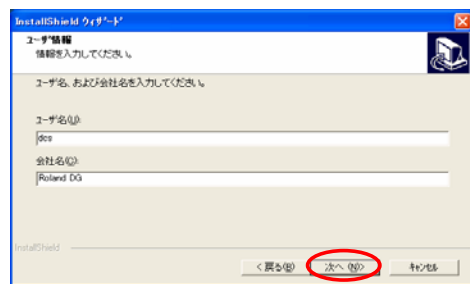 InstallShield ウィザード
ユーザ情報
情報を入力してください。
ユーザ名、および会社名を入力してください。
ユーザ名(U):
dcs
会社名(C):
Roland DG
InstallShield
< 戻る(B) 次へ (N)> キャンセル